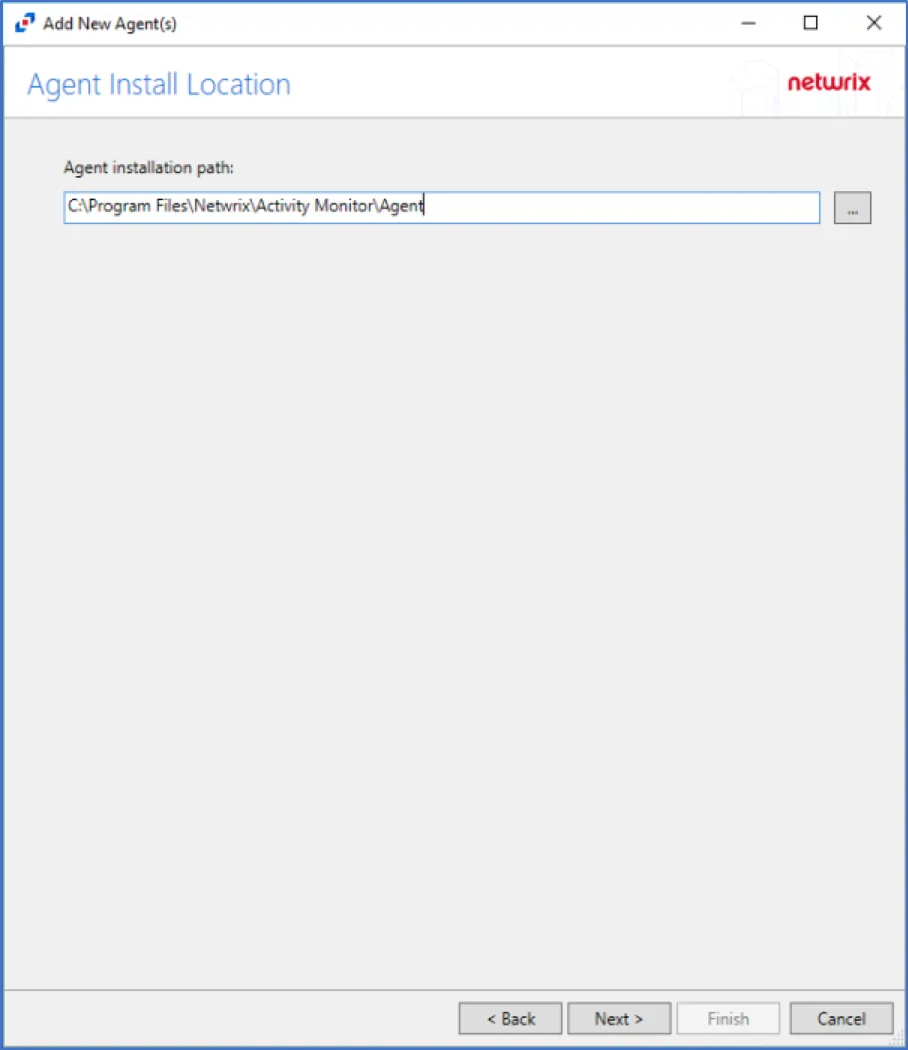 Add New Agent(s)
Agent Install Location
netwrix
Agent installation path:
C:\Program Files\Netwrix\Activity Monitor\Agent
...
< Back
Next >
Finish
Cancel